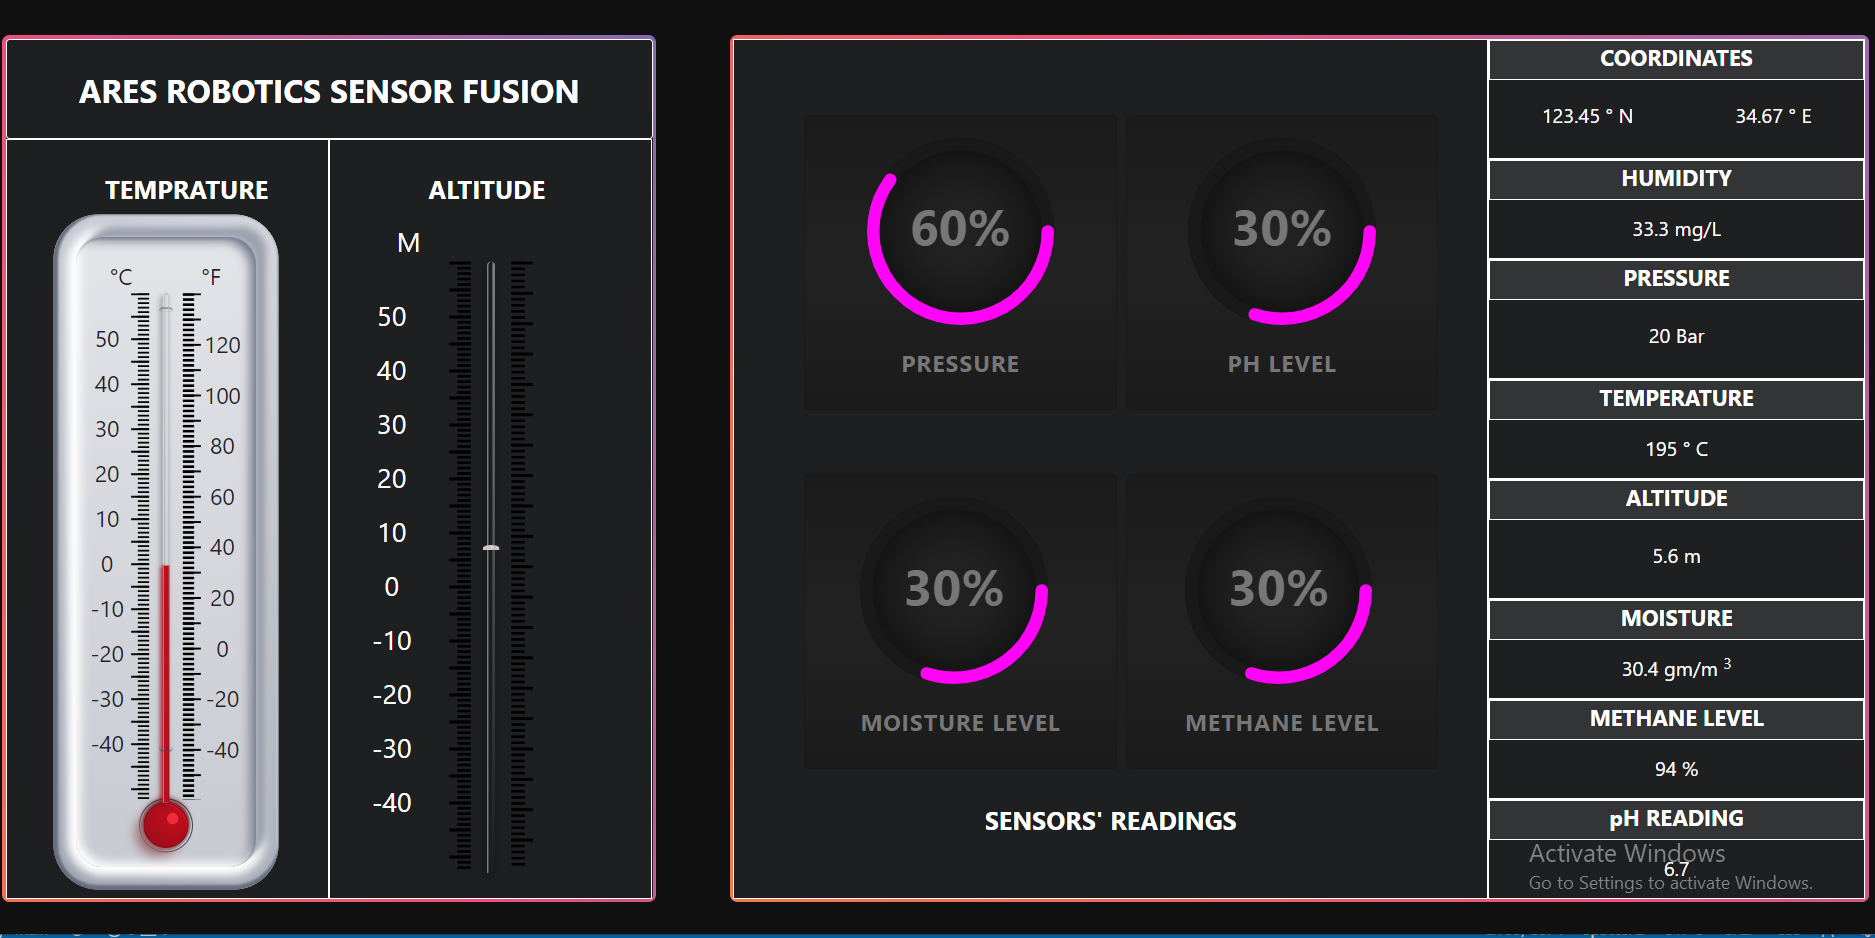 ARES ROBOTICS SENSOR FUSION
TEMPRATURE
°C °F
50
40
30
20
10
0
-10
-20
-30
-40
120
100
80
60
40
20
0
-20
-40
ALTITUDE
M
50
40
30
20
10
0
-10
-20
-30
-40
60%
PRESSURE
30%
PH LEVEL
30%
MOISTURE LEVEL
30%
METHANE LEVEL
SENSORS' READINGS
COORDINATES
123.45 ° N 34.67 ° E
HUMIDITY
33.3 mg/L
PRESSURE
20 Bar
TEMPERATURE
195 ° C
ALTITUDE
5.6 m
MOISTURE
30.4 gm/m 3
METHANE LEVEL
94 %
pH READING
6.7
Activate Windows
Go to Settings to activate Windows.